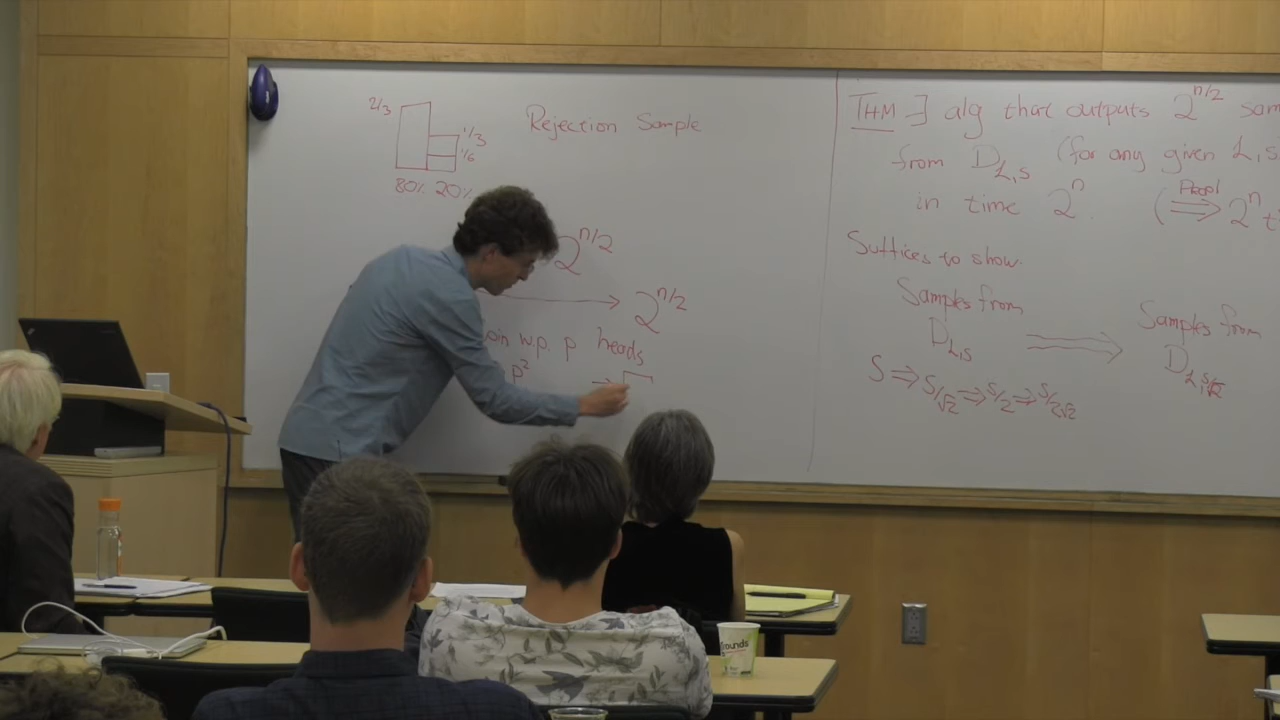 2/3
1/3
1/6
80% 20%
Rejection Sample
2^{n/2}
→ 2^{n/2}
oin w.p. p heads
p²
→
THM ∃ alg that outputs 2^{n/2} sam
from D_{L,S} (for any given L,S
in time 2^n. (⇒ 2^n t
Suffices to show.
Samples from
D_{L,S}
⇒
Samples from
D_{L,S/√2}
S ⇒ S/√2 ⇒ S/2 ⇒ S/2√2
ounds